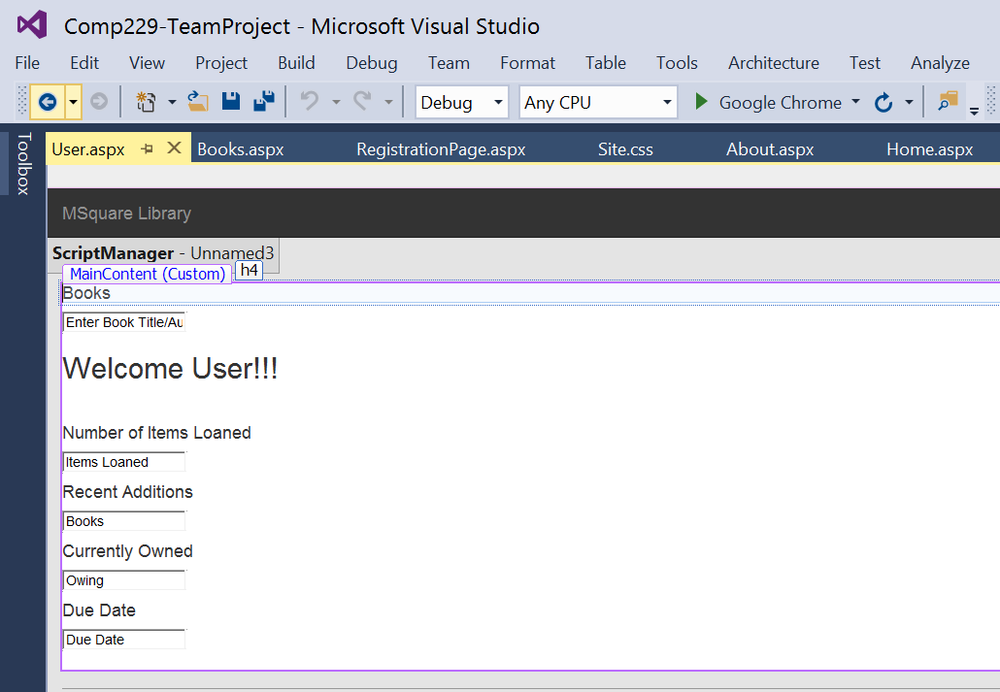 Comp229-TeamProject - Microsoft Visual Studio
File Edit View Project Build Debug Team Format Table Tools Architecture Test Analyze
Debug Any CPU Google Chrome
Toolbox
User.aspx Books.aspx RegistrationPage.aspx Site.css About.aspx Home.aspx
MSquare Library
ScriptManager - Unnamed3
MainContent (Custom) h4
Books
Enter Book Title/Au
Welcome User!!!
Number of Items Loaned
Items Loaned
Recent Additions
Books
Currently Owned
Owing
Due Date
Due Date